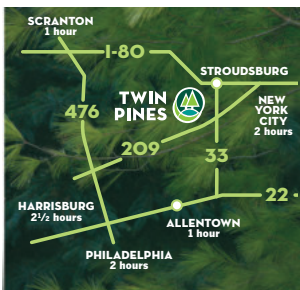 SCRANTON
1 hour
I-80
STROUDSBURG
TWIN
PINES
476
NEW
YORK
CITY
2 hours
209
33
22
HARRISBURG
2½ hours
ALLENTOWN
1 hour
PHILADELPHIA
2 hours